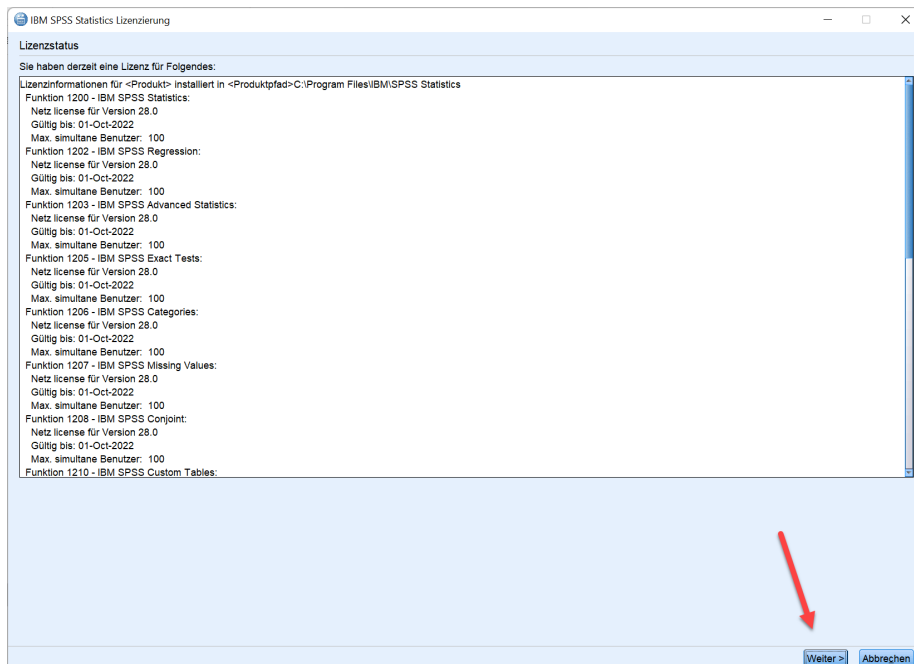 IBM SPSS Statistics Lizenzierung
Lizenzstatus
Sie haben derzeit eine Lizenz für Folgendes:
Lizenzinformationen für <Produkt> installiert in <Produktpfad>C:\Program Files\IBM\SPSS Statistics
Funktion 1200 - IBM SPSS Statistics:
Netz license für Version 28.0
Gültig bis: 01-Oct-2022
Max. simultane Benutzer: 100
Funktion 1202 - IBM SPSS Regression:
Netz license für Version 28.0
Gültig bis: 01-Oct-2022
Max. simultane Benutzer: 100
Funktion 1203 - IBM SPSS Advanced Statistics:
Netz license für Version 28.0
Gültig bis: 01-Oct-2022
Max. simultane Benutzer: 100
Funktion 1205 - IBM SPSS Exact Tests:
Netz license für Version 28.0
Gültig bis: 01-Oct-2022
Max. simultane Benutzer: 100
Funktion 1206 - IBM SPSS Categories:
Netz license für Version 28.0
Gültig bis: 01-Oct-2022
Max. simultane Benutzer: 100
Funktion 1207 - IBM SPSS Missing Values:
Netz license für Version 28.0
Gültig bis: 01-Oct-2022
Max. simultane Benutzer: 100
Funktion 1208 - IBM SPSS Conjoint:
Netz license für Version 28.0
Gültig bis: 01-Oct-2022
Max. simultane Benutzer: 100
Funktion 1210 - IBM SPSS Custom Tables:
Weiter > Abbrechen